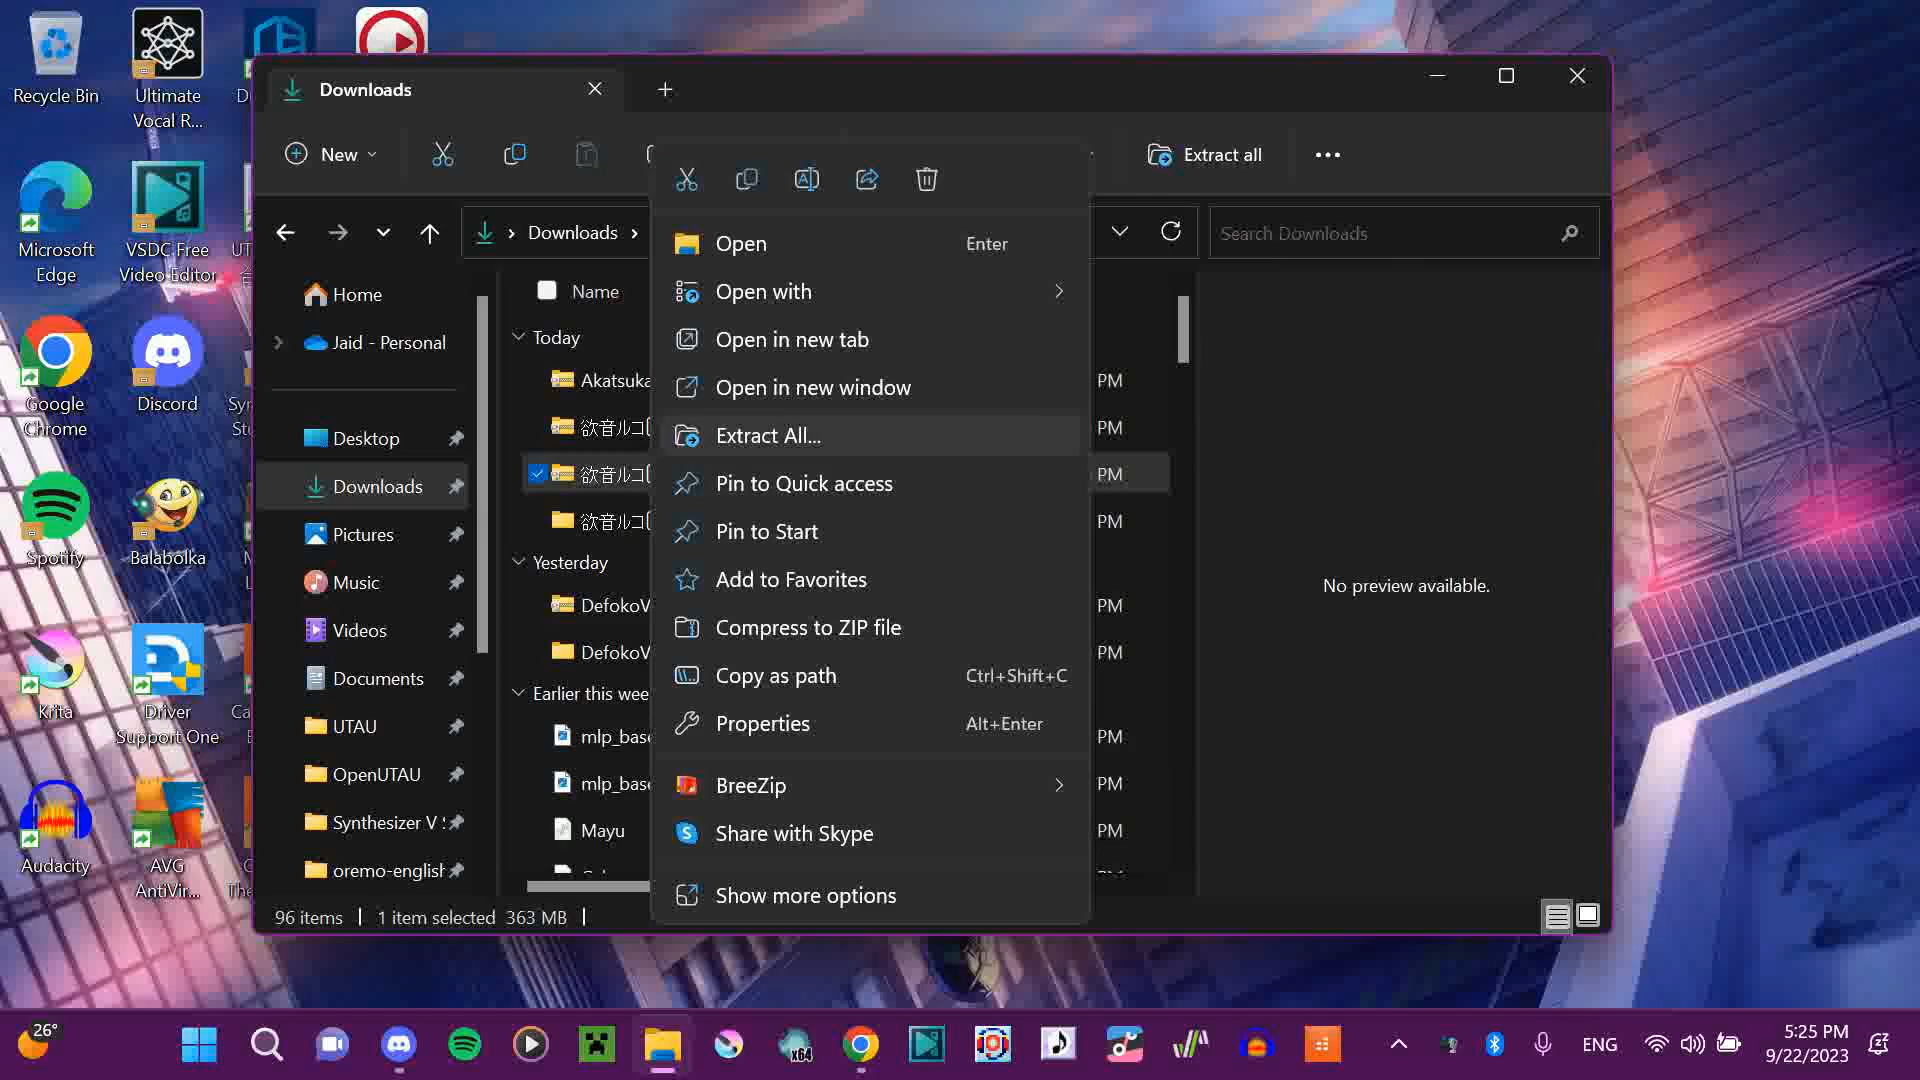 Recycle Bin
Ultimate
Vocal R...
Microsoft
Edge
VSDC Free
Video Editor
Google
Chrome
Discord
Spotify
Balabolka
Krita
Driver
Support One
Audacity
AVG
AntiVir...
Downloads
New
Extract all
Downloads
Search Downloads
Home
Jaid - Personal
Desktop
Downloads
Pictures
Music
Videos
Documents
UTAU
OpenUTAU
Synthesizer V
oremo-english
Name
Today
Akatsuka
PM
欲音ルコ
PM
欲音ルコ
PM
欲音ルコ
PM
Yesterday
DefokoV
PM
DefokoV
PM
Earlier this wee
mlp_base
PM
mlp_base
PM
Mayu
PM
Open Enter
Open with
Open in new tab
Open in new window
Extract All...
Pin to Quick access
Pin to Start
Add to Favorites
Compress to ZIP file
Copy as path Ctrl+Shift+C
Properties Alt+Enter
BreeZip
Share with Skype
Show more options
No preview available.
96 items
1 item selected 363 MB
26°
x64
ENG
5:25 PM
9/22/2023